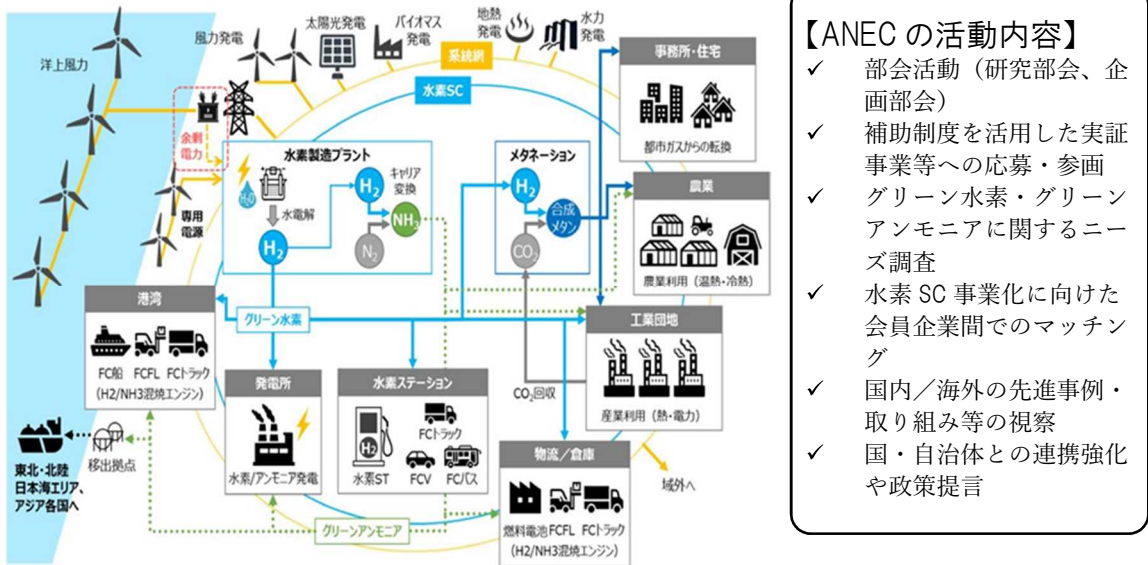 太陽光発電
バイオマス
発電
地熱
発電
水力
発電
風力発電
洋上風力
系統網
水素SC
余剰
電力
専用
電源
水素製造プラント
H₂O
水電解
H₂
H₂
キャリア
変換
NH₃
N₂
メタネーション
H₂
合成
メタン
CO₂
事務所・住宅
都市ガスからの転換
農業
農業利用（温熱・冷熱）
港湾
FC船 FCFL FCトラック
(H2/NH3混焼エンジン)
グリーン水素
工業団地
産業利用（熱・電力）
CO₂回収
発電所
水素/アンモニア発電
水素ステーション
H2
FCトラック
水素ST FCV FCバス
物流／倉庫
燃料電池 FCFL FCトラック
(H2/NH3混焼エンジン)
域外へ
移出拠点
東北・北陸
日本海エリア、
アジア各国へ
グリーンアンモニア
【ANEC の活動内容】
✓ 部会活動（研究部会、企
画部会）
✓ 補助制度を活用した実証
事業等への応募・参画
✓ グリーン水素・グリーン
アンモニアに関するニー
ズ調査
✓ 水素 SC 事業化に向けた
会員企業間でのマッチン
グ
✓ 国内／海外の先進事例・
取り組み等の視察
✓ 国・自治体との連携強化
や政策提言